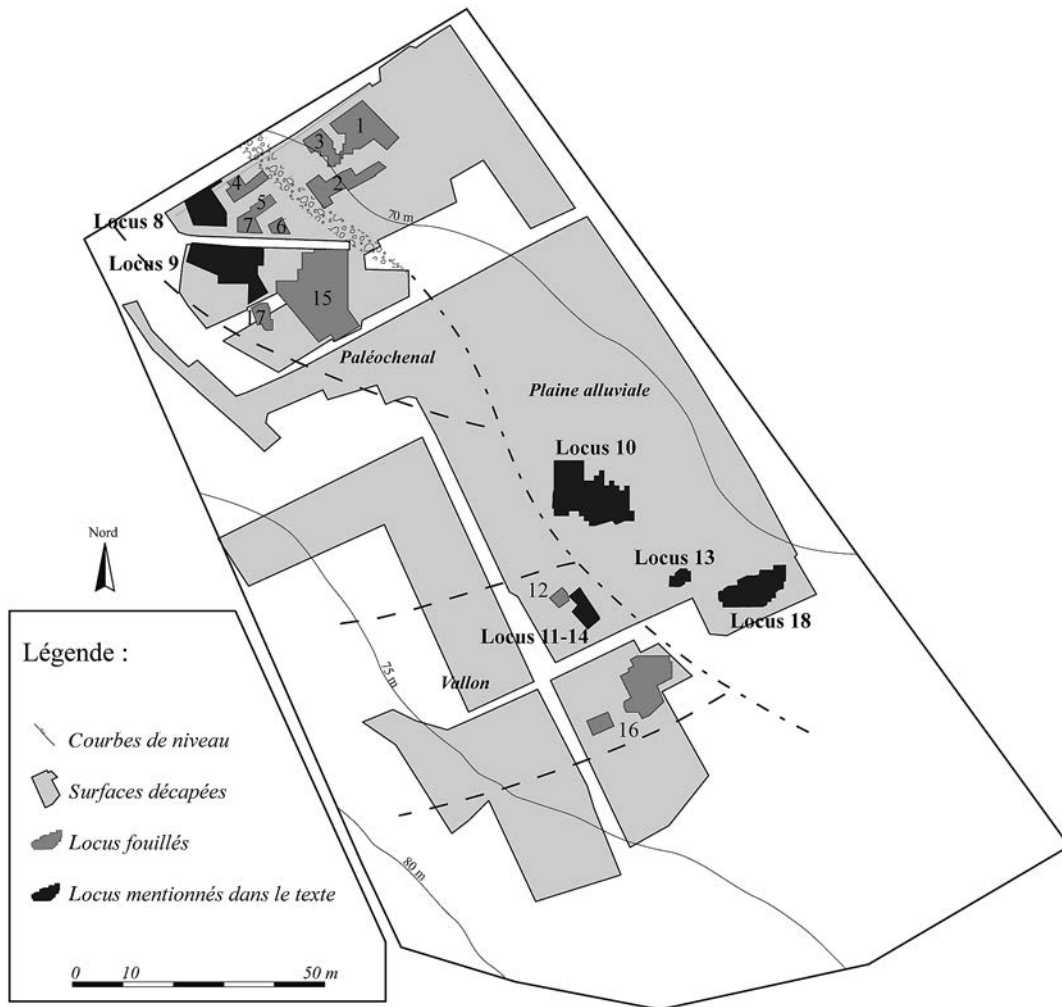 1
3
2
4
5
7
6
Locus 8
70 m
Locus 9
15
7
Paléochenal
Plaine alluviale
Locus 10
Nord
Locus 13
12
Locus 18
Locus 11-14
75 m
Vallon
16
80 m
Légende :
Courbes de niveau
Surfaces décapées
Locus fouillés
Locus mentionnés dans le texte
0 10 50 m